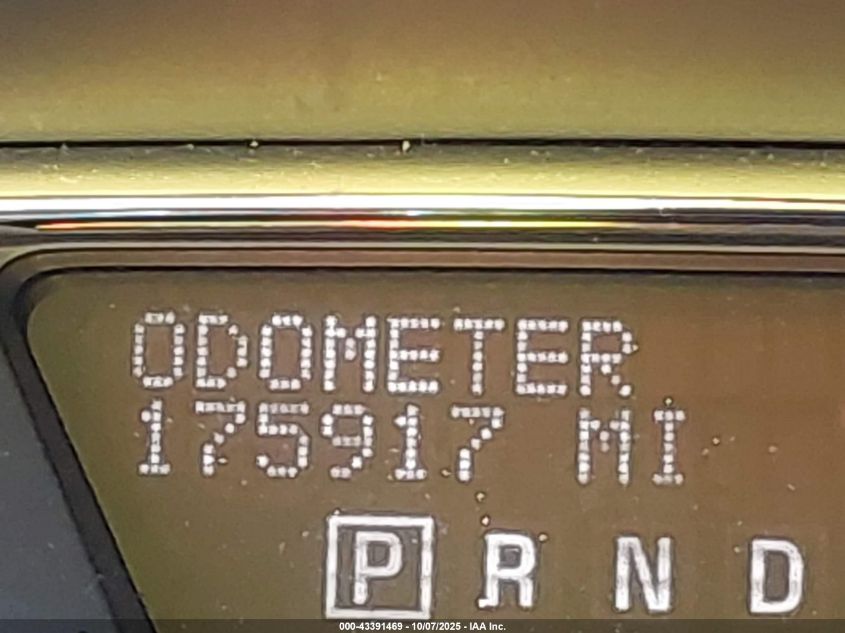 ODOMETER
175917 MI
P R N D
000-43391469 - 10/07/2025 - IAA Inc.